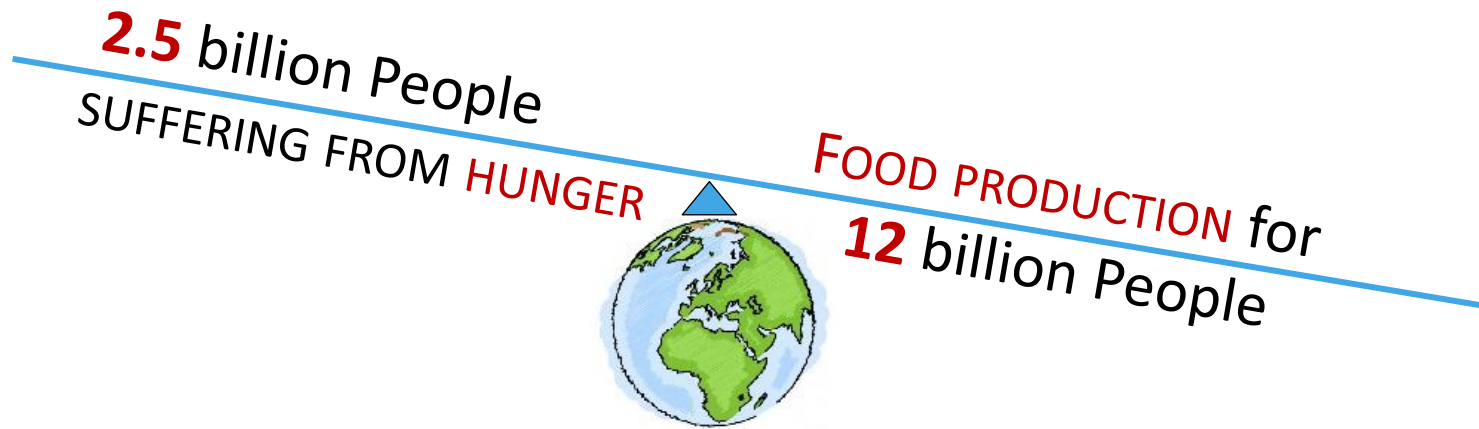 2.5 billion People
SUFFERING FROM HUNGER
FOOD PRODUCTION for
12 billion People